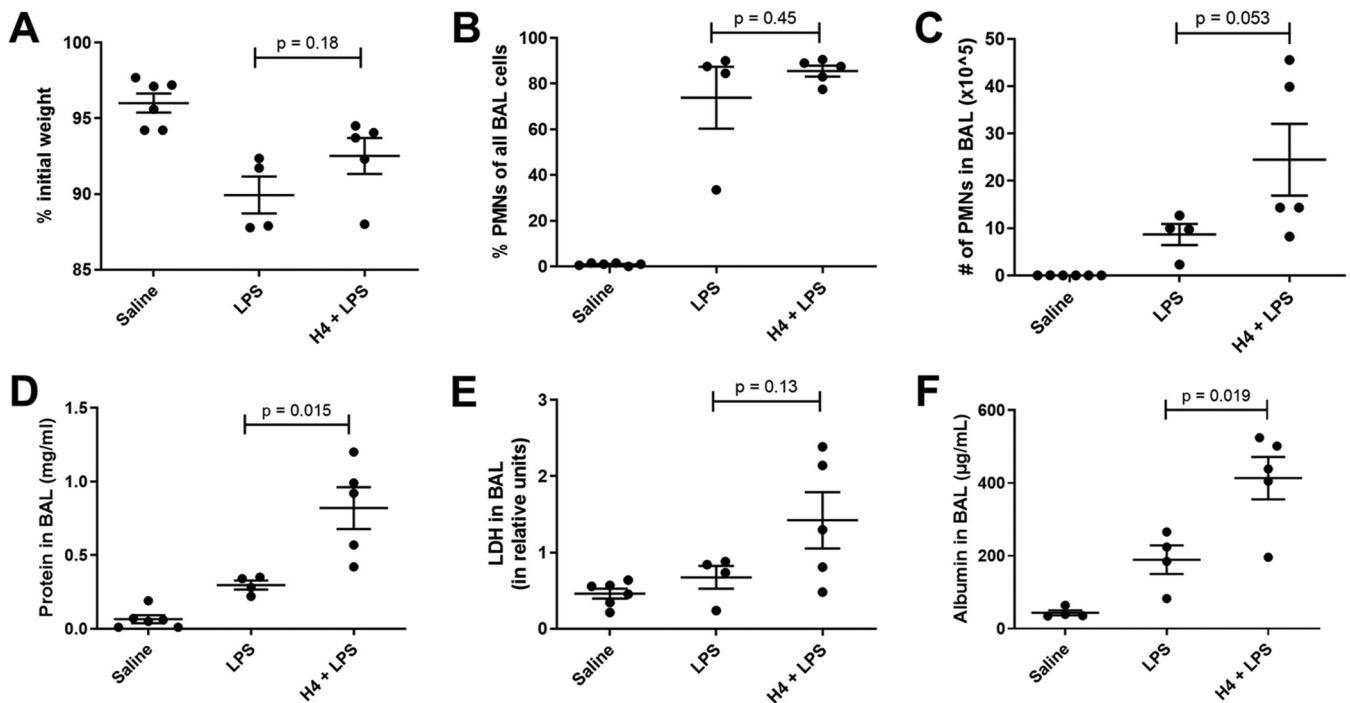 A
% initial weight
100
95
90
85
p = 0.18
Saline
LPS
H4 + LPS
B
% PMNs of all BAL cells
100
80
60
40
20
0
p = 0.45
Saline
LPS
H4 + LPS
C
# of PMNs in BAL (x10^5)
50
40
30
20
10
0
p = 0.053
Saline
LPS
H4 + LPS
D
Protein in BAL (mg/ml)
1.5
1.0
0.5
0.0
p = 0.015
Saline
LPS
H4 + LPS
E
LDH in BAL
(in relative units)
3
2
1
0
p = 0.13
Saline
LPS
H4 + LPS
F
Albumin in BAL (µg/mL)
600
400
200
0
p = 0.019
Saline
LPS
H4 + LPS